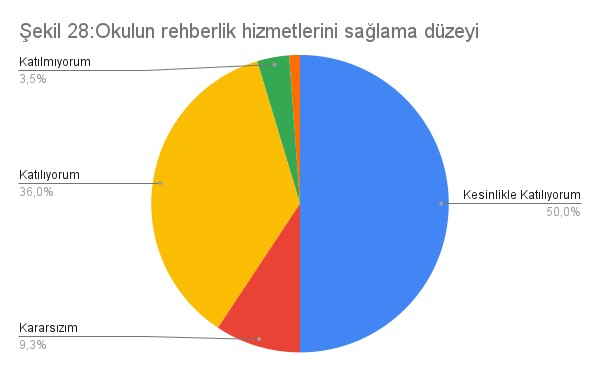 Şekil 28:Okulun rehberlik hizmetlerini sağlama düzeyi
Katılmıyorum
3,5%
Katılıyorum
36,0%
Kesinlikle Katılıyorum
50,0%
Kararsızım
9,3%